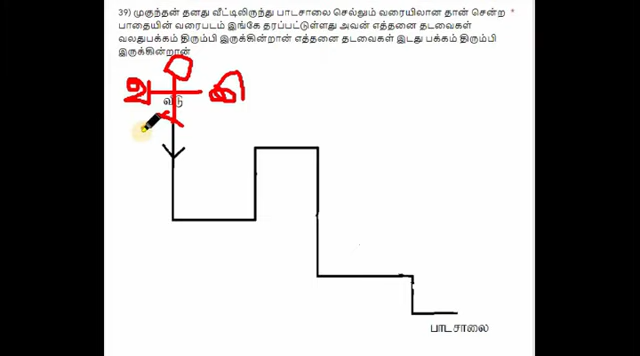 39) முகுந்தன் தனது வீட்டிலிருந்து பாடசாலை செல்லும் வரையிலான தான் சென்ற *
பாதையின் வரைபடம் இங்கே தரப்பட்டுள்ளது அவன் எத்தனை தடவைகள்
வலதுபக்கம் திரும்பி இருக்கின்றான் எத்தனை தடவைகள் இடது பக்கம் திரும்பி
இருக்கின்றான்
வீடு
பாடசாலை